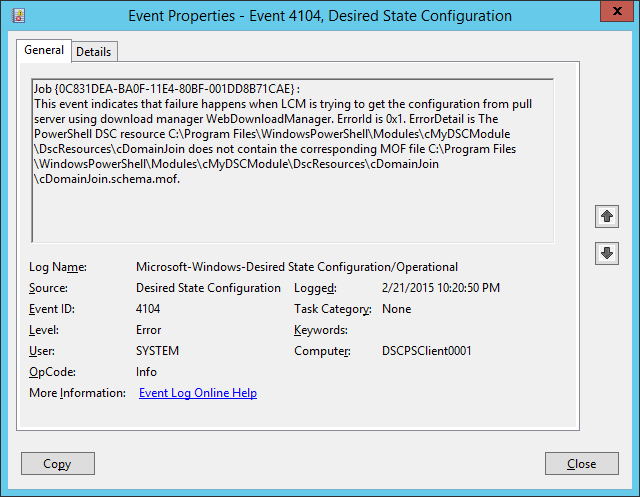 Event Properties - Event 4104, Desired State Configuration
x
General
Details
Job {0C831DEA-BA0F-11E4-80BF-001DD8B71CAE} :
This event indicates that failure happens when LCM is trying to get the configuration from pull
server using download manager WebDownloadManager. ErrorId is 0x1. ErrorDetail is The
PowerShell DSC resource C:\Program Files\WindowsPowerShell\Modules\cMyDSCModule
\DscResources\cDomainJoin does not contain the corresponding MOF file C:\Program Files
\WindowsPowerShell\Modules\cMyDSCModule\DscResources\cDomainJoin
\cDomainJoin.schema.mof.
Log Name: Microsoft-Windows-Desired State Configuration/Operational
Source: Desired State Configuration Logged: 2/21/2015 10:20:50 PM
Event ID: 4104 Task Category: None
Level: Error Keywords:
User: SYSTEM Computer: DSCPSClient0001
OpCode: Info
More Information: Event Log Online Help
Copy
Close